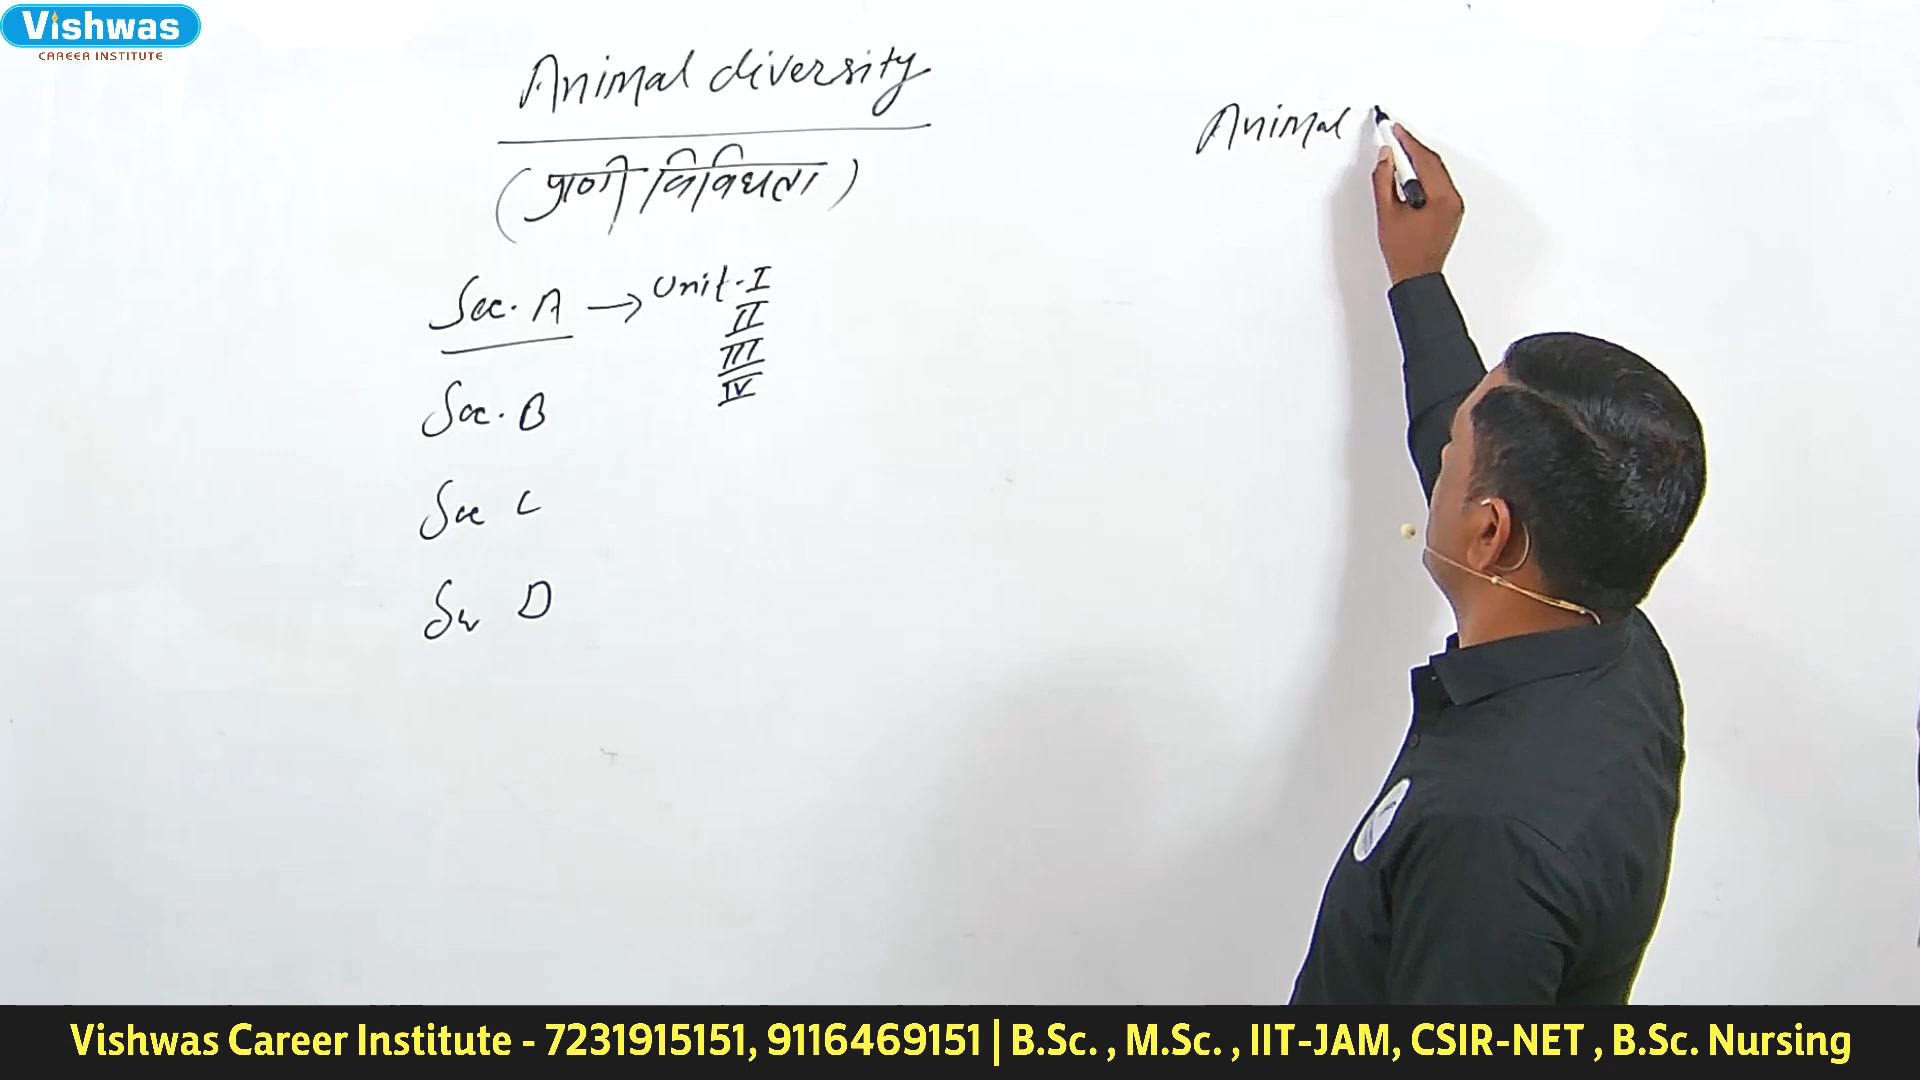 Vishwas
CAREER INSTITUTE
Animal diversity
(प्राणी विविधता)
Sec. A → Unit-I
II
III
IV
Sec. B
Sec C
Sec D
Animal
Vishwas Career Institute - 7231915151, 9116469151 | B.Sc. , M.Sc. , IIT-JAM, CSIR-NET , B.Sc. Nursing